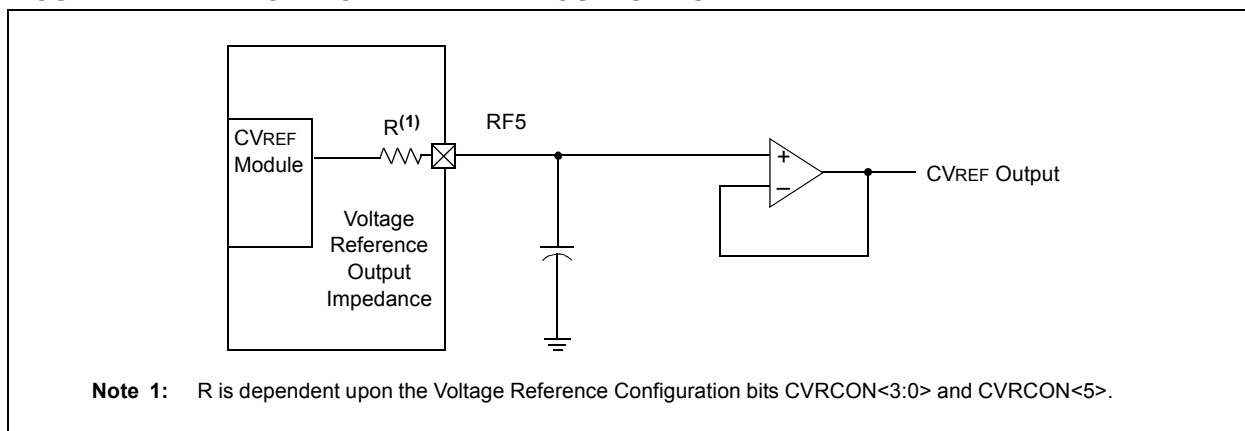 CVREF
Module
R(1)
RF5
Voltage
Reference
Output
Impedance
+
–
CVREF Output
Note 1: R is dependent upon the Voltage Reference Configuration bits CVRCON<3:0> and CVRCON<5>.